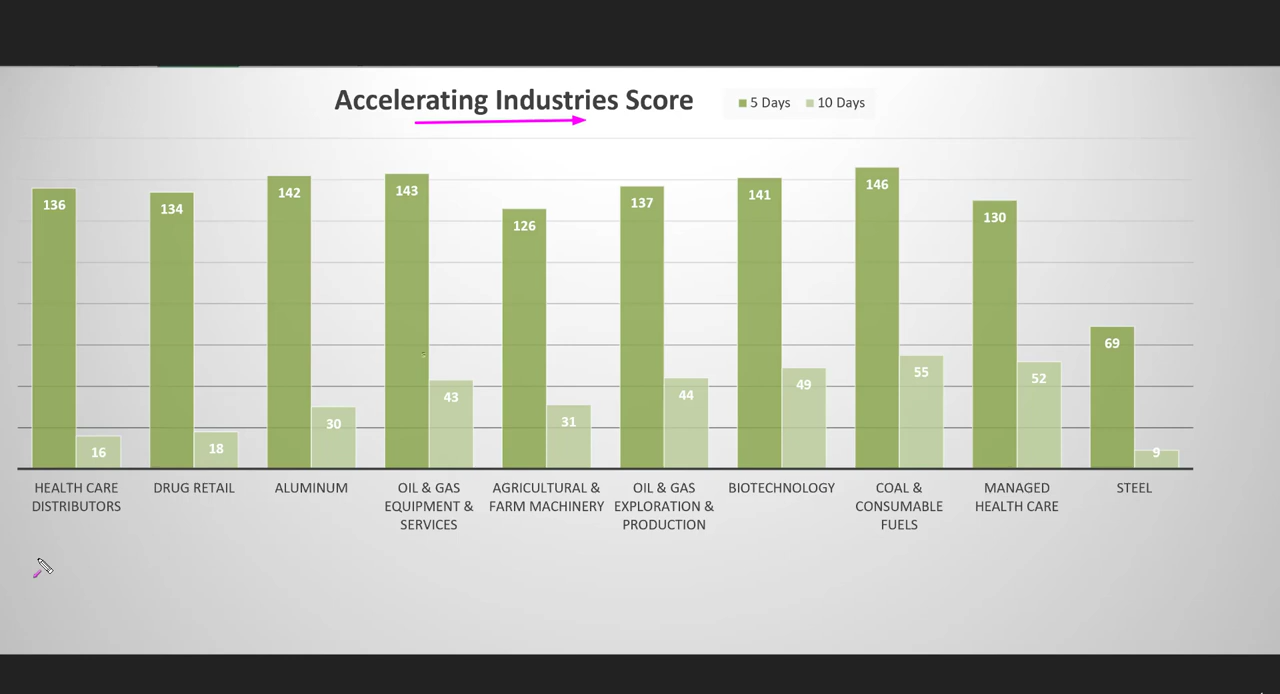 Accelerating Industries Score
5 Days
10 Days
136
16
134
18
142
30
143
43
126
31
137
44
141
49
146
55
130
52
69
9
HEALTH CARE
DISTRIBUTORS
DRUG RETAIL
ALUMINUM
OIL & GAS
EQUIPMENT &
SERVICES
AGRICULTURAL &
FARM MACHINERY
OIL & GAS
EXPLORATION &
PRODUCTION
BIOTECHNOLOGY
COAL &
CONSUMABLE
FUELS
MANAGED
HEALTH CARE
STEEL